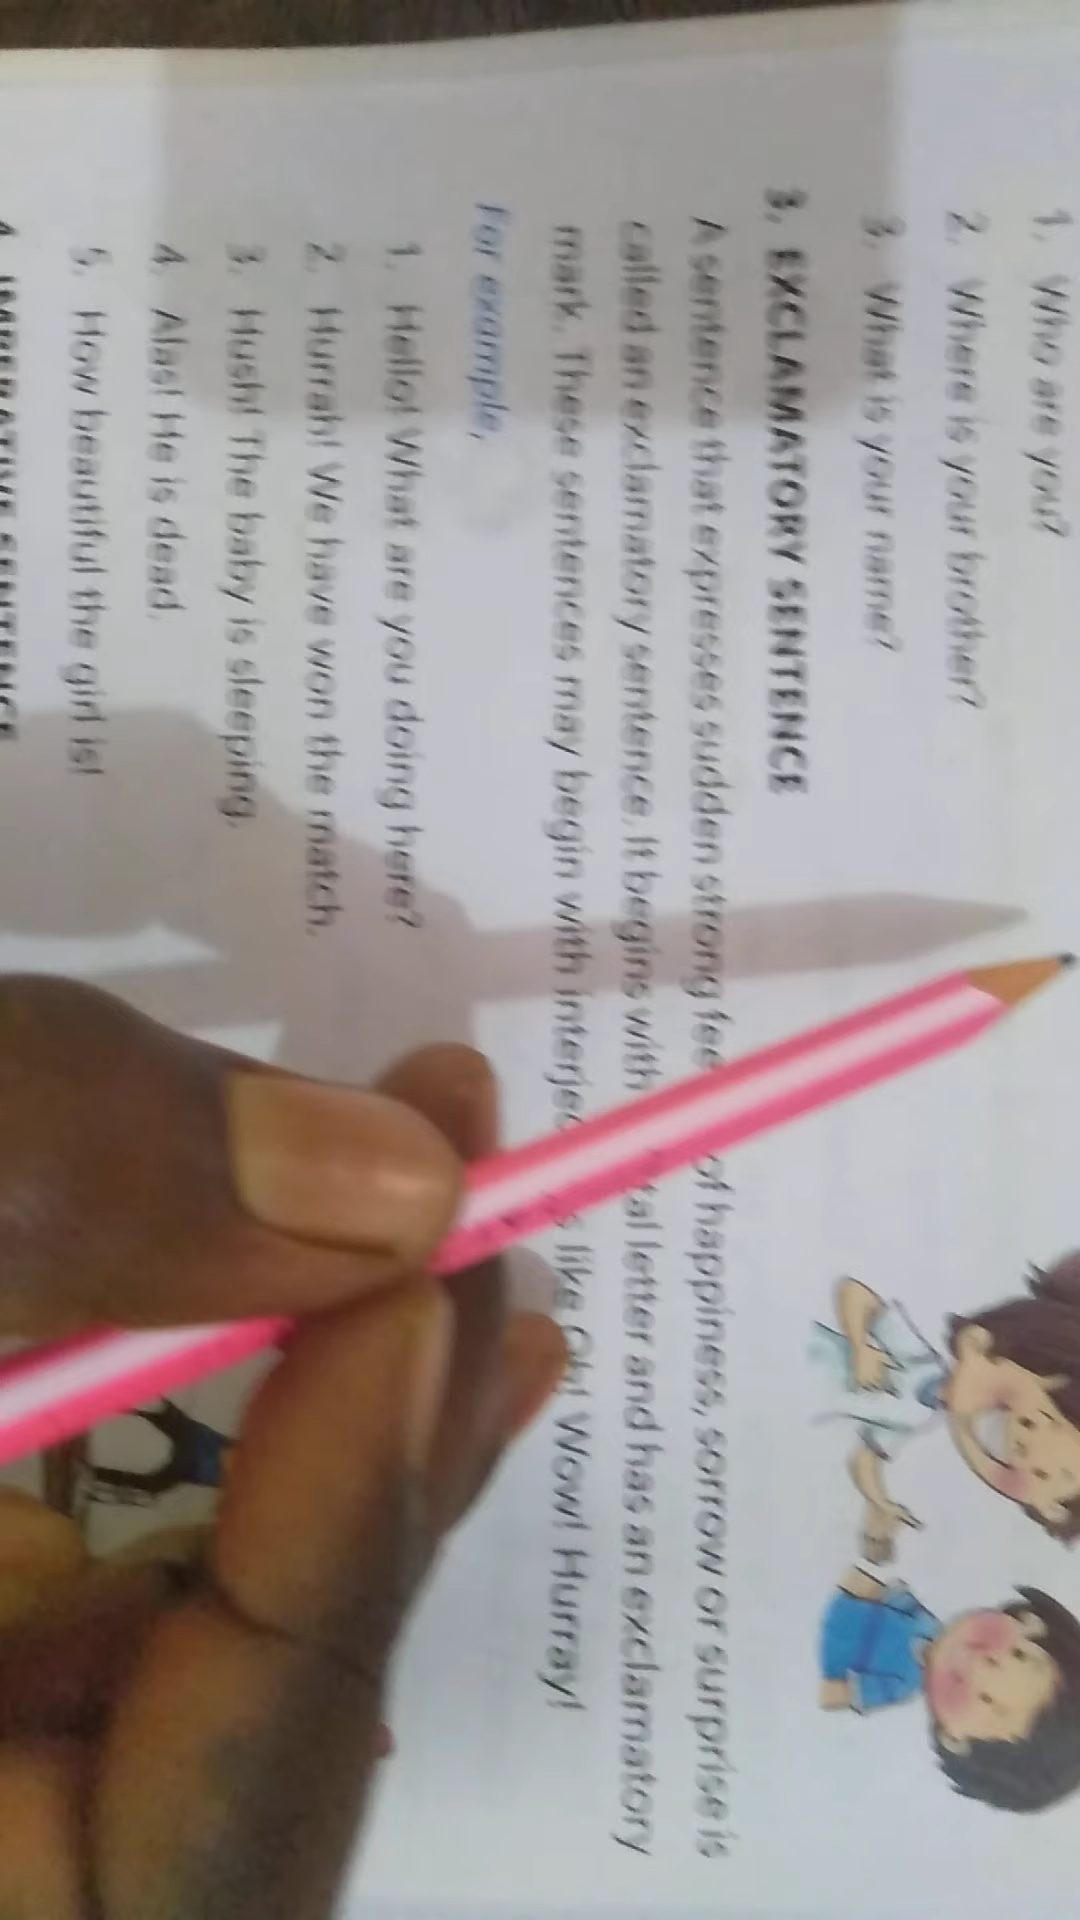 1. Who are you?
2. Where is your brother?
3. What is your name?
3. EXCLAMATORY SENTENCE
A sentence that expresses sudden strong of happiness, sorrow or surprise is
called an exclamatory sentence. It begins with letter and has an exclamatory
mark. These sentences may begin with like Oh! Wow! Hurray!
For example,
1. Hello! What are you doing here?
2. Hurrah! We have won the match.
3. Hush! The baby is sleeping.
4. Alas! He is dead.
5. How beautiful the girl is!
4. IMPERATIVE SENTENCE